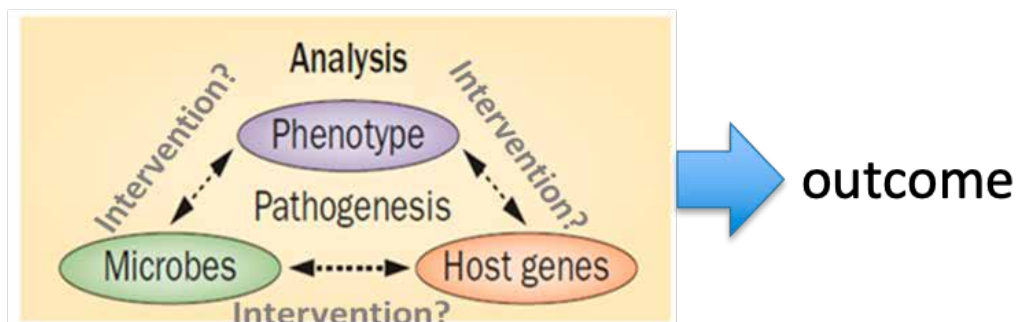 Analysis
Intervention?
Intervention?
Phenotype
Pathogenesis
outcome
Microbes
Host genes
Intervention?